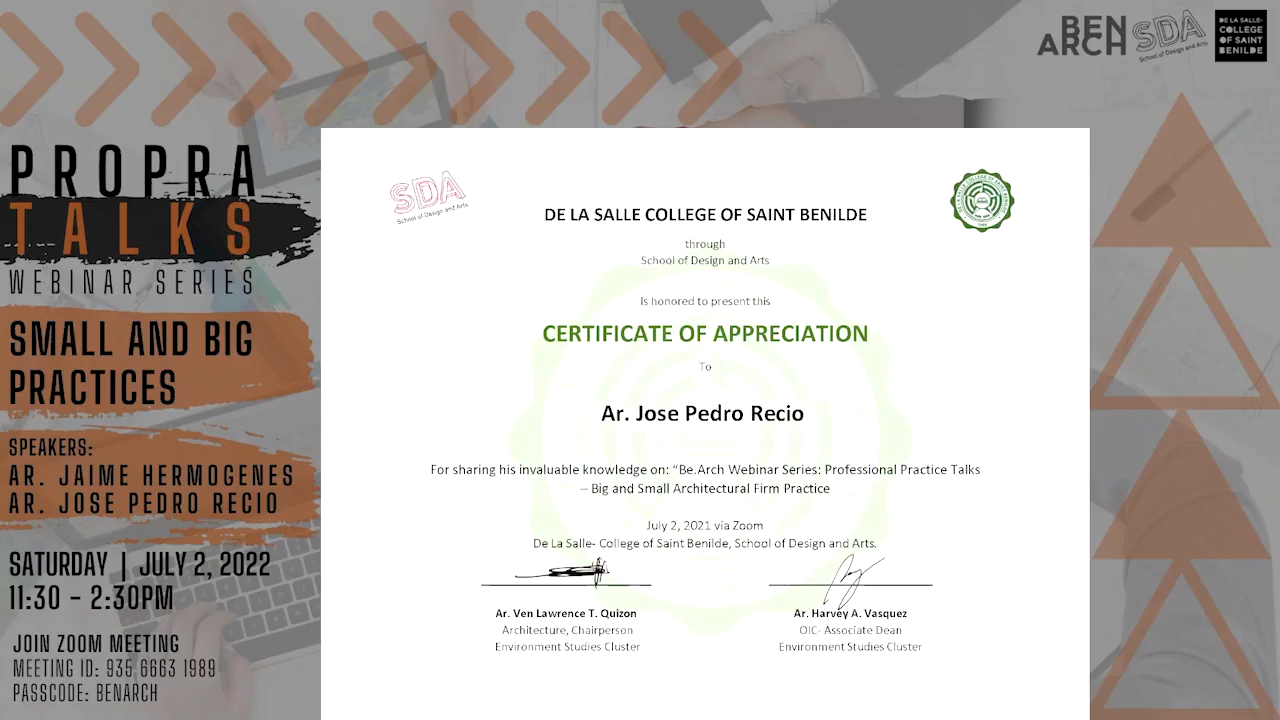 BEN
ARCH
SDA
School of Design and Arts
DE LA SALLE-
COLLEGE
OF SAINT
BENILDE
PROPRA
TALKS
WEBINAR SERIES
SMALL AND BIG
PRACTICES
SPEAKERS:
AR. JAIME HERMOGENES
AR. JOSE PEDRO RECIO
SATURDAY | JULY 2, 2022
11:30 - 2:30PM
JOIN ZOOM MEETING
MEETING ID: 935 6663 1989
PASSCODE: BENARCH
SDA
School of Design and Arts
DE LA SALLE COLLEGE OF SAINT BENILDE
through
School of Design and Arts
Is honored to present this
CERTIFICATE OF APPRECIATION
To
Ar. Jose Pedro Recio
For sharing his invaluable knowledge on: “Be.Arch Webinar Series: Professional Practice Talks
– Big and Small Architectural Firm Practice
July 2, 2021 via Zoom
De La Salle- College of Saint Benilde, School of Design and Arts.
Ar. Ven Lawrence T. Quizon
Architecture, Chairperson
Environment Studies Cluster
Ar. Harvey A. Vasquez
OIC- Associate Dean
Environment Studies Cluster